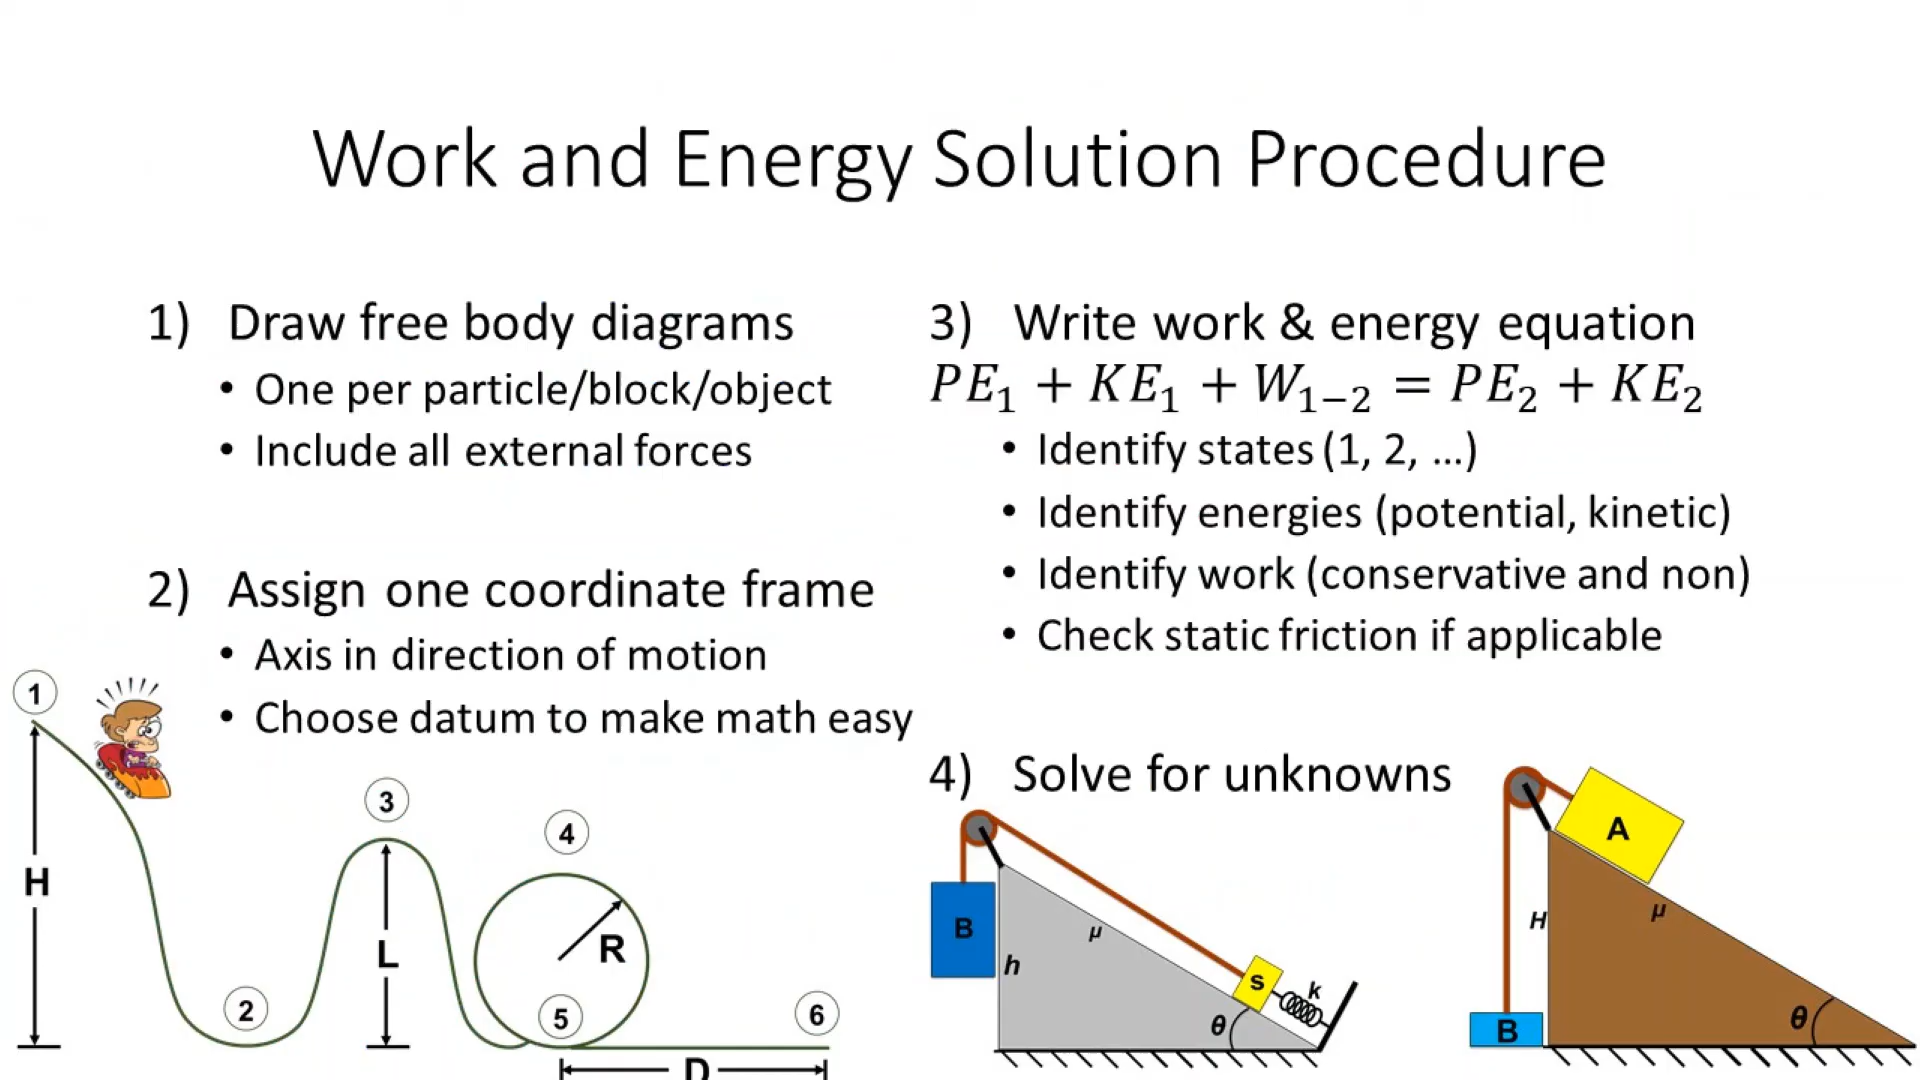 Work and Energy Solution Procedure
1) Draw free body diagrams
• One per particle/block/object
• Include all external forces
2) Assign one coordinate frame
• Axis in direction of motion
• Choose datum to make math easy
3) Write work & energy equation
PE₁ + KE₁ + W₁₋₂ = PE₂ + KE₂
• Identify states (1, 2, ...)
• Identify energies (potential, kinetic)
• Identify work (conservative and non)
• Check static friction if applicable
4) Solve for unknowns
1
H
2
3
L
4
R
5
6
D
B
h
μ
s
k
θ
A
B
H
μ
θ